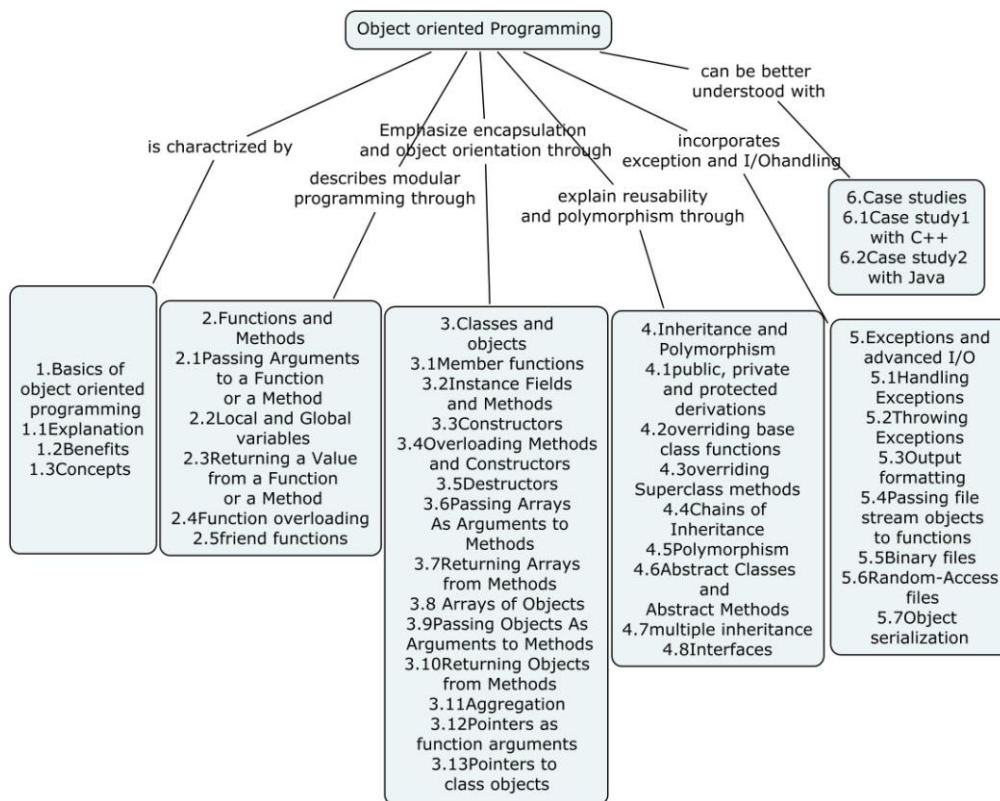 Object oriented Programming
can be better
understood with
is charctrized by
Emphasize encapsulation
and object orientation through
incorporates
exception and I/Ohandling
describes modular
programming through
explain reusability
and polymorphism through
6.Case studies
6.1Case study1
with C++
6.2Case study2
with Java
1.Basics of
object oriented
programming
1.1Explanation
1.2Benefits
1.3Concepts
2.Functions and
Methods
2.1Passing Arguments
to a Function
or a Method
2.2Local and Global
variables
2.3Returning a Value
from a Function
or a Method
2.4Function overloading
2.5friend functions
3.Classes and
objects
3.1Member functions
3.2Instance Fields
and Methods
3.3Constructors
3.4Overloading Methods
and Constructors
3.5Destructors
3.6Passing Arrays
As Arguments to
Methods
3.7Returning Arrays
from Methods
3.8 Arrays of Objects
3.9Passing Objects As
Arguments to Methods
3.10Returning Objects
from Methods
3.11Aggregation
3.12Pointers as
function arguments
3.13Pointers to
class objects
4.Inheritance and
Polymorphism
4.1public, private
and protected
derivations
4.2overriding base
class functions
4.3overriding
Superclass methods
4.4Chains of
Inheritance
4.5Polymorphism
4.6Abstract Classes
and
Abstract Methods
4.7multiple inheritance
4.8Interfaces
5.Exceptions and
advanced I/O
5.1Handling
Exceptions
5.2Throwing
Exceptions
5.3Output
formatting
5.4Passing file
stream objects
to functions
5.5Binary files
5.6Random-Access
files
5.7Object
serialization